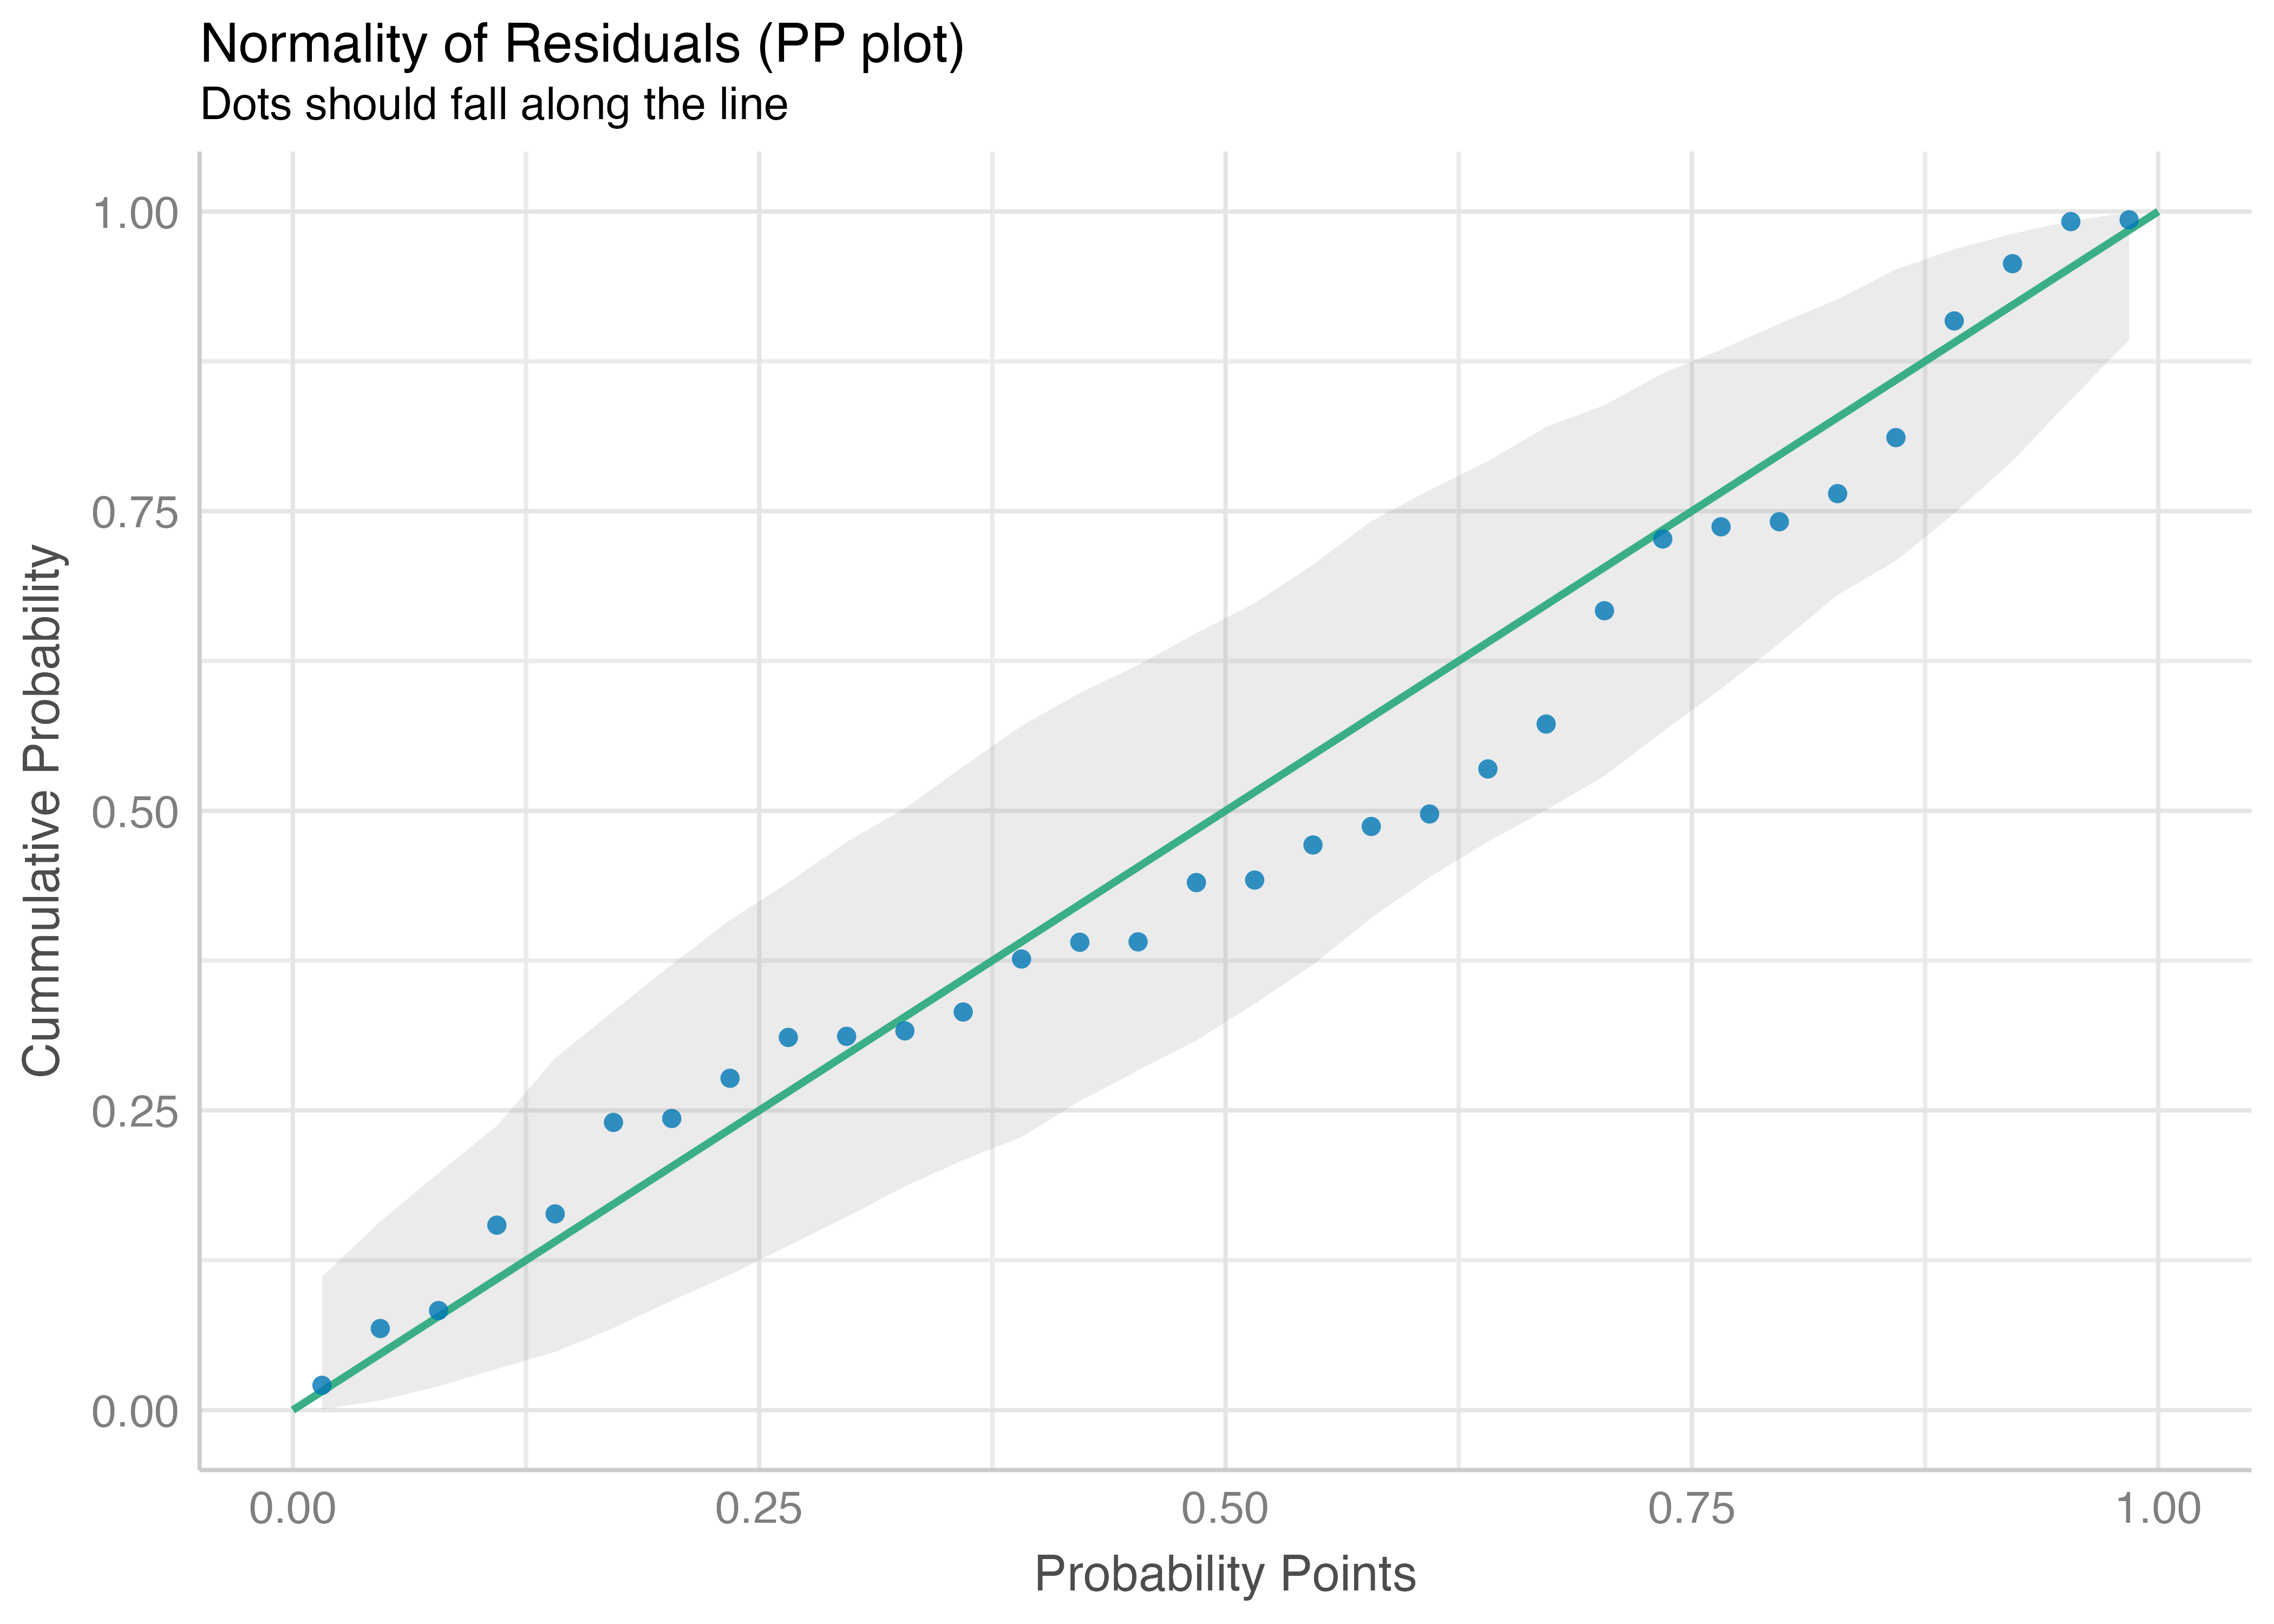 Normality of Residuals (PP plot)
Dots should fall along the line
Cummulative Probability
1.00
0.75
0.50
0.25
0.00
0.00 0.25 0.50 0.75 1.00
Probability Points